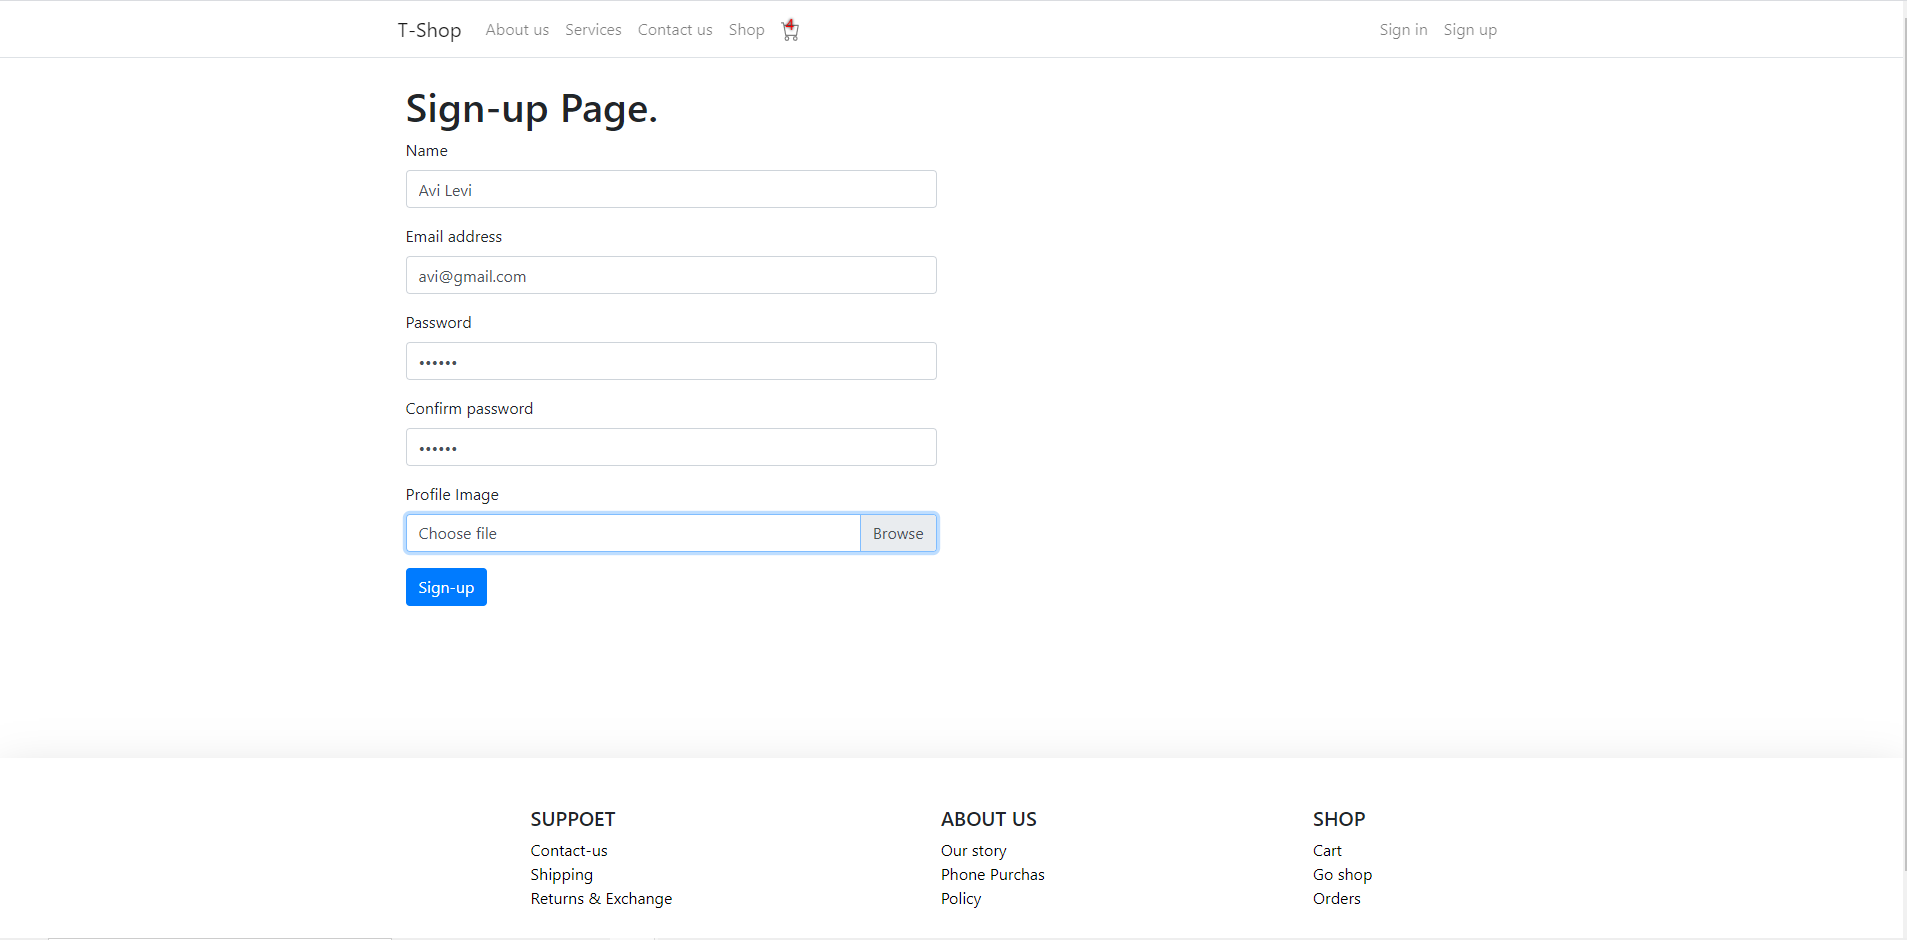 T-Shop About us Services Contact us Shop 4 Sign in Sign up
Sign-up Page.
Name
Avi Levi
Email address
avi@gmail.com
Password
••••••
Confirm password
••••••
Profile Image
Choose file Browse
Sign-up
SUPPOET
Contact-us
Shipping
Returns & Exchange
ABOUT US
Our story
Phone Purchas
Policy
SHOP
Cart
Go shop
Orders